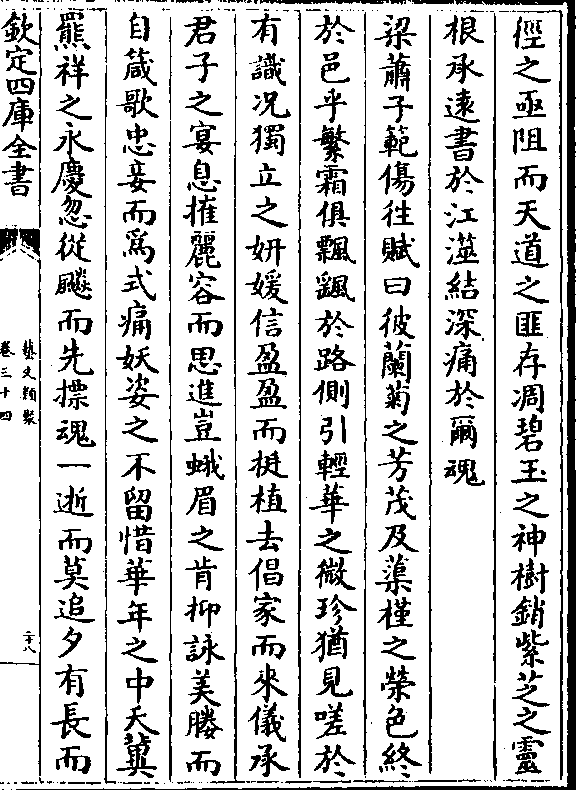 徑之亟阻而天道之匪存凋碧玉之神樹銷紫芝之靈
根承遠書於江澨結深痛於爾魂
梁蕭子範傷往賦曰彼蘭菊之芳茂及蕖槿之榮色終
於邑乎繁霜俱飄颻於路側引輕華之微珍猶見嗟於
有識况獨立之妍媛信盈盈而挺植去倡家而來儀承
君子之宴息摧麗容而思進豈蛾眉之肯抑詠美媵而
自箴歌忠妾而為式痛妖姿之不留惜華年之中夭冀
羆祥之永慶忽從飈而先摽魂一逝而莫追夕有長而
欽定四庫全書
藝文類聚
卷三十四
二十八